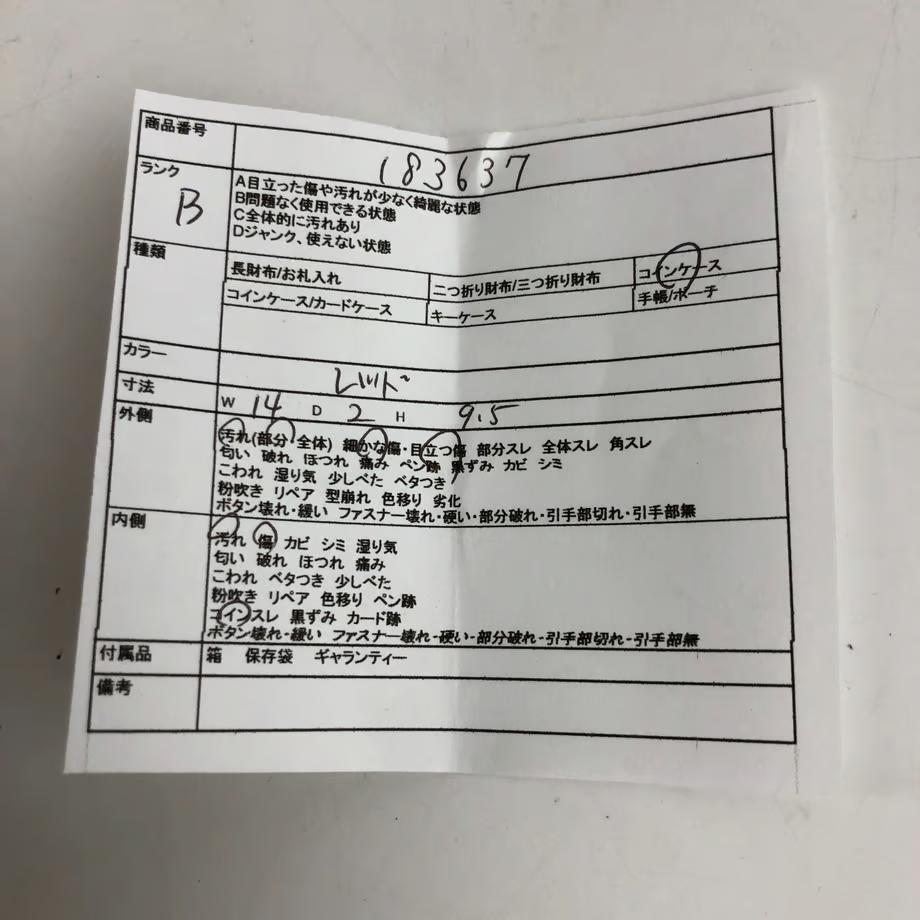 商品番号
183637
ランク
B
A目立った傷や汚れが少なく綺麗な状態
B問題なく使用できる状態
C全体的に汚れあり
Dジャンク、使えない状態
種類
長財布/お札入れ
二つ折り財布/三つ折り財布
コインケース
コインケース/カードケース
キーケース
手帳/ポーチ
カラー
レッド
寸法
W 14 D 2 H 9.5
外側
汚れ(部分・全体) 細かな傷・目立つ傷 部分スレ 全体スレ 角スレ
匂い 破れ ほつれ 痛み ペン跡 黒ずみ カビ シミ
こわれ 湿り気 少しべた ベタつき
粉吹き リペア 型崩れ 色移り 劣化
ボタン壊れ・緩い ファスナー壊れ・硬い・部分破れ・引手部切れ・引手部無
内側
汚れ 傷 カビ シミ 湿り気
匂い 破れ ほつれ 痛み
こわれ ベタつき 少しべた
粉吹き リペア 色移り ペン跡
コインスレ 黒ずみ カード跡
ボタン壊れ・緩い ファスナー壊れ・硬い・部分破れ・引手部切れ・引手部無
付属品
箱 保存袋 ギャランティー
備考